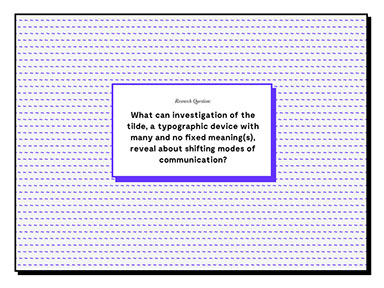 Research Question:
What can investigation of the
tilde, a typographic device with
many and no fixed meaning(s),
reveal about shifting modes of
communication?